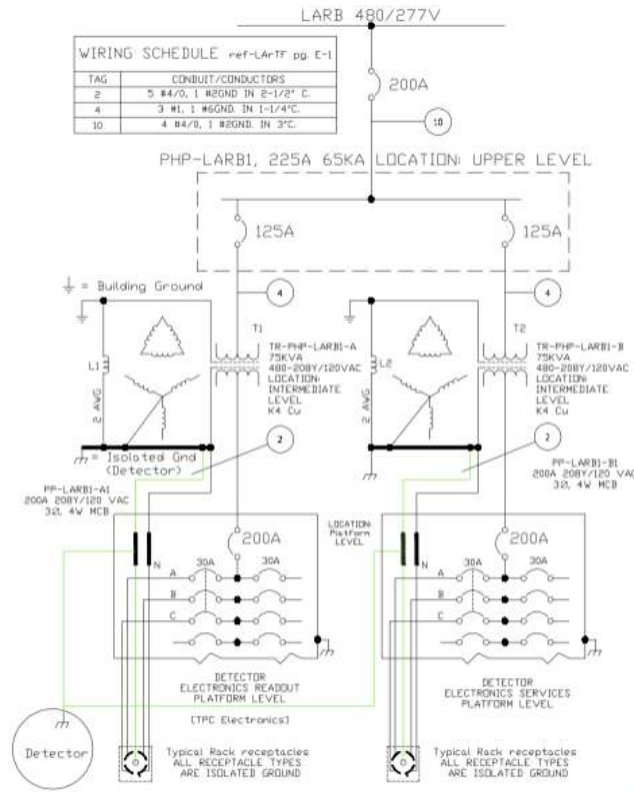 LARB 480/277V
WIRING SCHEDULE ref-LArTF pg. E-1
TAG CONDUIT/CONDUCTORS
2 5 #4/0, 1 #2GND IN 2-1/2" C.
4 3 #1, 1 #6GND. IN 1-1/4"C.
10 4 #4/0, 1 #2GND. IN 3"C.
200A
10
PHP-LARB1, 225A 65KA LOCATION: UPPER LEVEL
125A
125A
= Building Ground
4
4
T1
TR-PHP-LARB1-A
75KVA
480-208Y/120VAC
LOCATION:
INTERMEDIATE
LEVEL
K4 Cu
L1
2 AWG
T2
TR-PHP-LARB1-B
75KVA
480-208Y/120VAC
LOCATION:
INTERMEDIATE
LEVEL
K4 Cu
L2
2 AWG
2
2
= Isolated Gnd
(Detector)
PP-LARB1-A1
200A 208Y/120 VAC
3Ø, 4W MCB
PP-LARB1-B1
200A 208Y/120 VAC
3Ø, 4W MCB
LOCATION:
Platform
LEVEL
200A
N
30A
30A
A
B
C
200A
N
30A
30A
A
B
C
DETECTOR
ELECTRONICS READOUT
PLATFORM LEVEL
[TPC Electronics]
DETECTOR
ELECTRONICS SERVICES
PLATFORM LEVEL
Detector
Typical Rack receptacles
ALL RECEPTACLE TYPES
ARE ISOLATED GROUND
Typical Rack receptacles
ALL RECEPTACLE TYPES
ARE ISOLATED GROUND